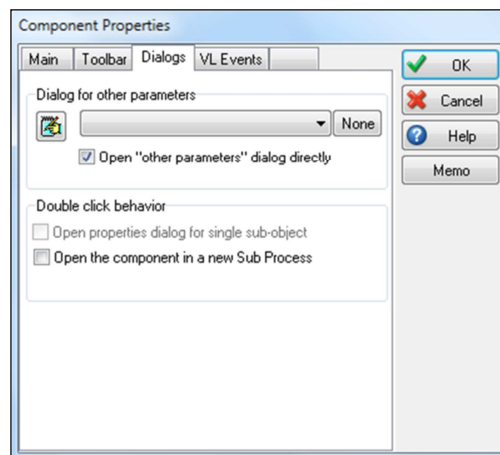 Component Properties
Main Toolbar Dialogs VL Events
OK
Cancel
Help
Memo
Dialog for other parameters
None
Open "other parameters" dialog directly
Double click behavior
Open properties dialog for single sub-object
Open the component in a new Sub Process